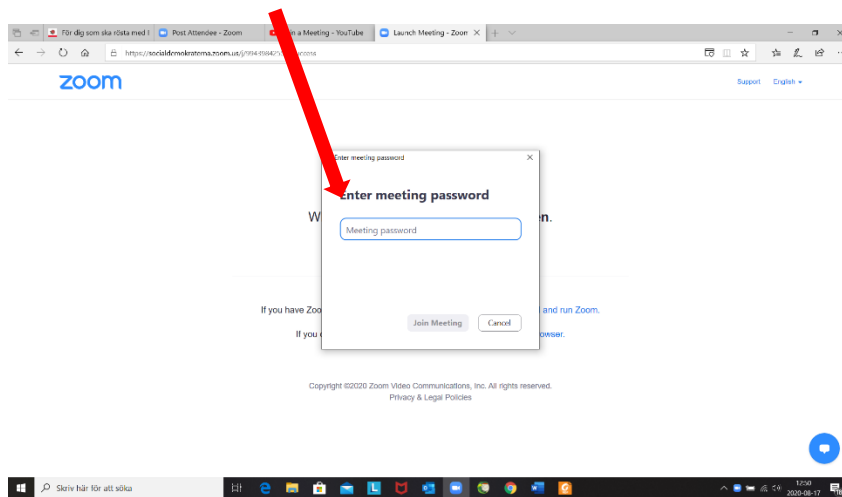 För dig som ska rösta med
Post Attendee - Zoom
in a Meeting - YouTube
Launch Meeting - Zoom
https://socialdemokraterna.zoom.us/j/
zoom
Support English
Enter meeting password
Enter meeting password
W
en.
Meeting password
If you have Zoo
and run Zoom.
Join Meeting Cancel
If you
owser.
Copyright ©2020 Zoom Video Communications, Inc. All rights reserved.
Privacy & Legal Policies
Skriv här för att söka
12:50
2020-08-17